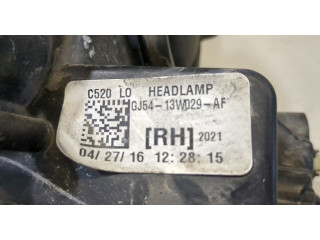 C520 LO HEADLAMP
GJ54-13W029-AF
[RH] 2021
04/27/16 12:28:15